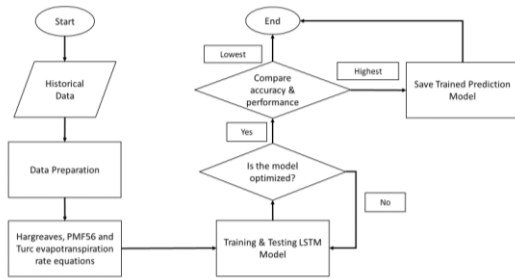 Start
Historical
Data
Data Preparation
Hargreaves, PMF56 and
Turc evapotranspiration
rate equations
Training & Testing LSTM
Model
Is the model
optimized?
No
Yes
Compare
accuracy &
performance
Lowest
Highest
End
Save Trained Prediction
Model